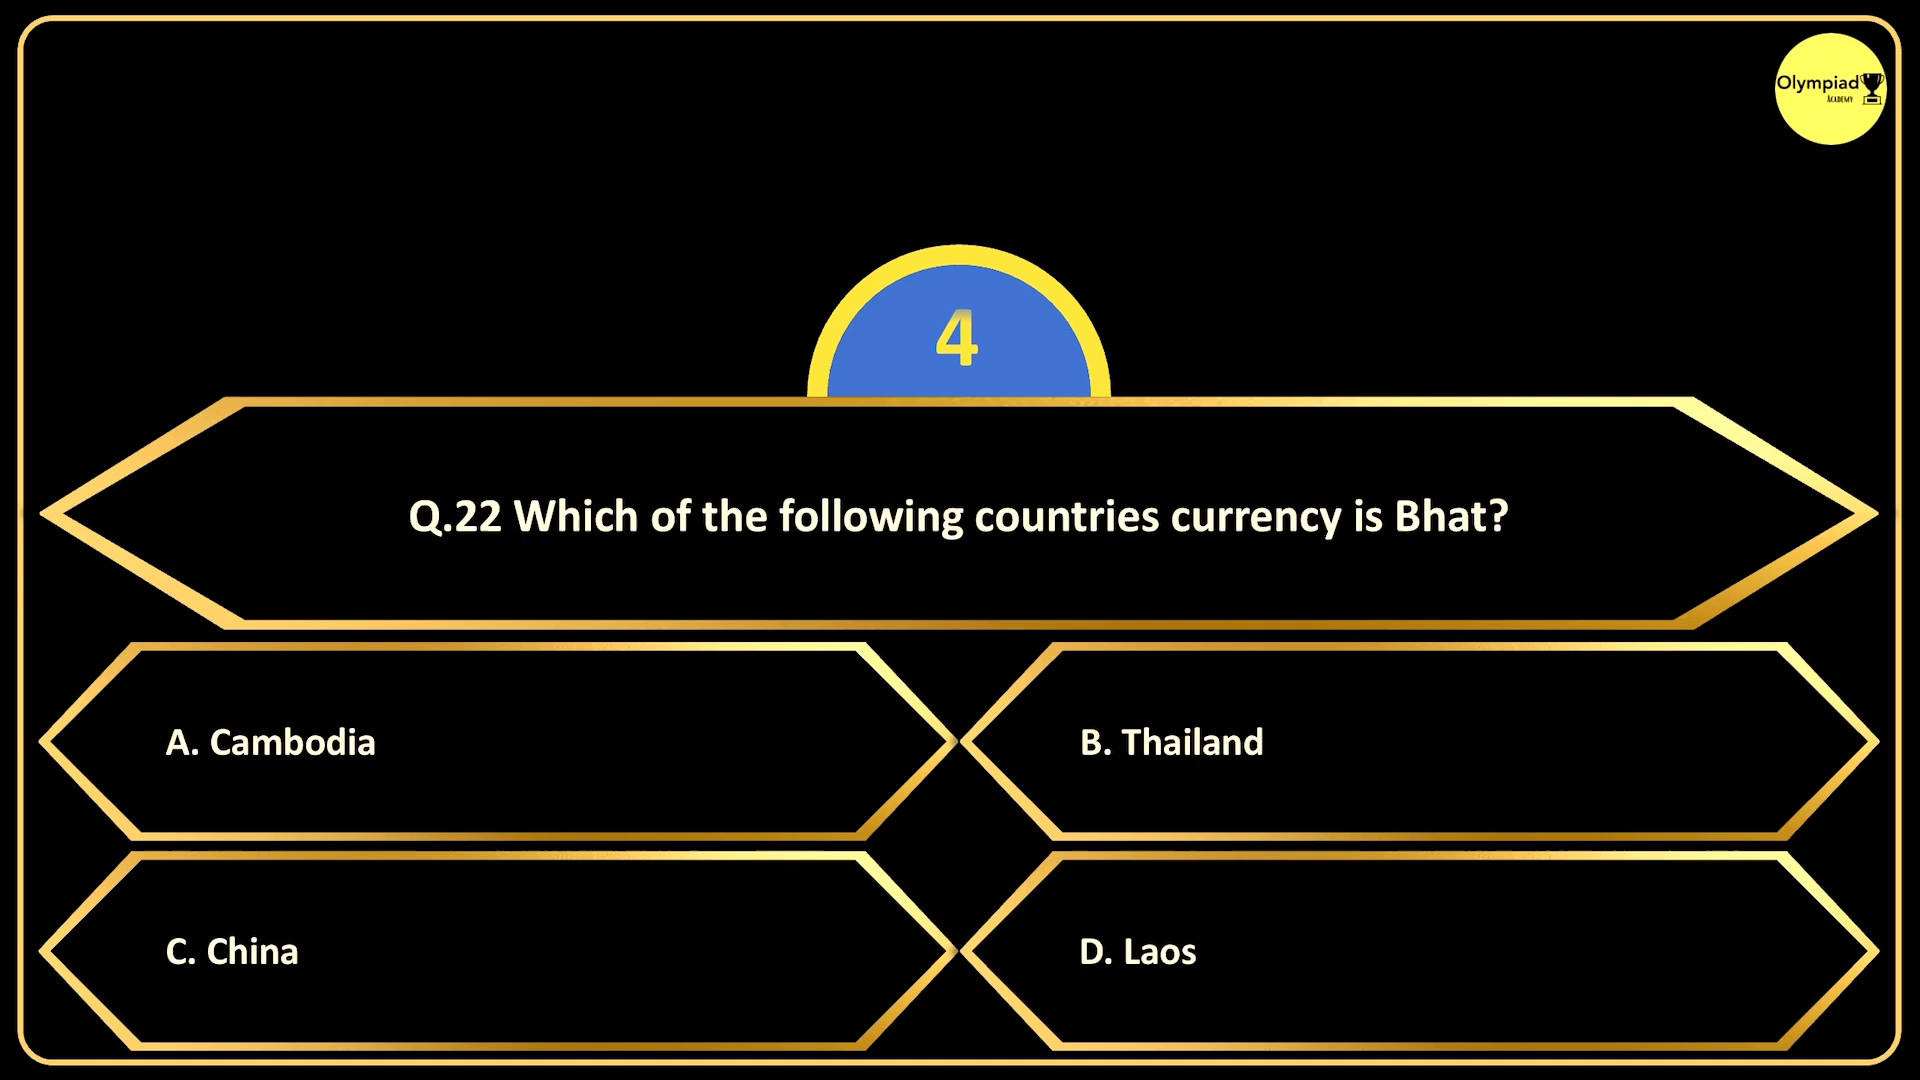 Olympiad
ACADEMY
4
Q.22 Which of the following countries currency is Bhat?
A. Cambodia
B. Thailand
C. China
D. Laos